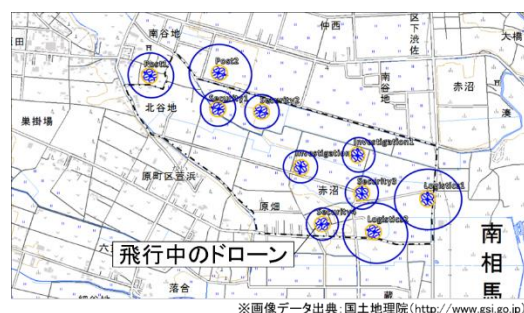 南谷地
仲西
区下渋佐
大橋
田
Post1
Post2
南谷地
赤沼
湊
北谷地
Security1
Security2
巣掛場
Investigation1
Investigation
原町区萱浜
赤沼
Security3
Logistics1
原畑
Security4
Logistics2
飛行中のドローン
南相馬
落合
蔵
※画像データ出典:国土地理院(http://www.gsi.go.jp)